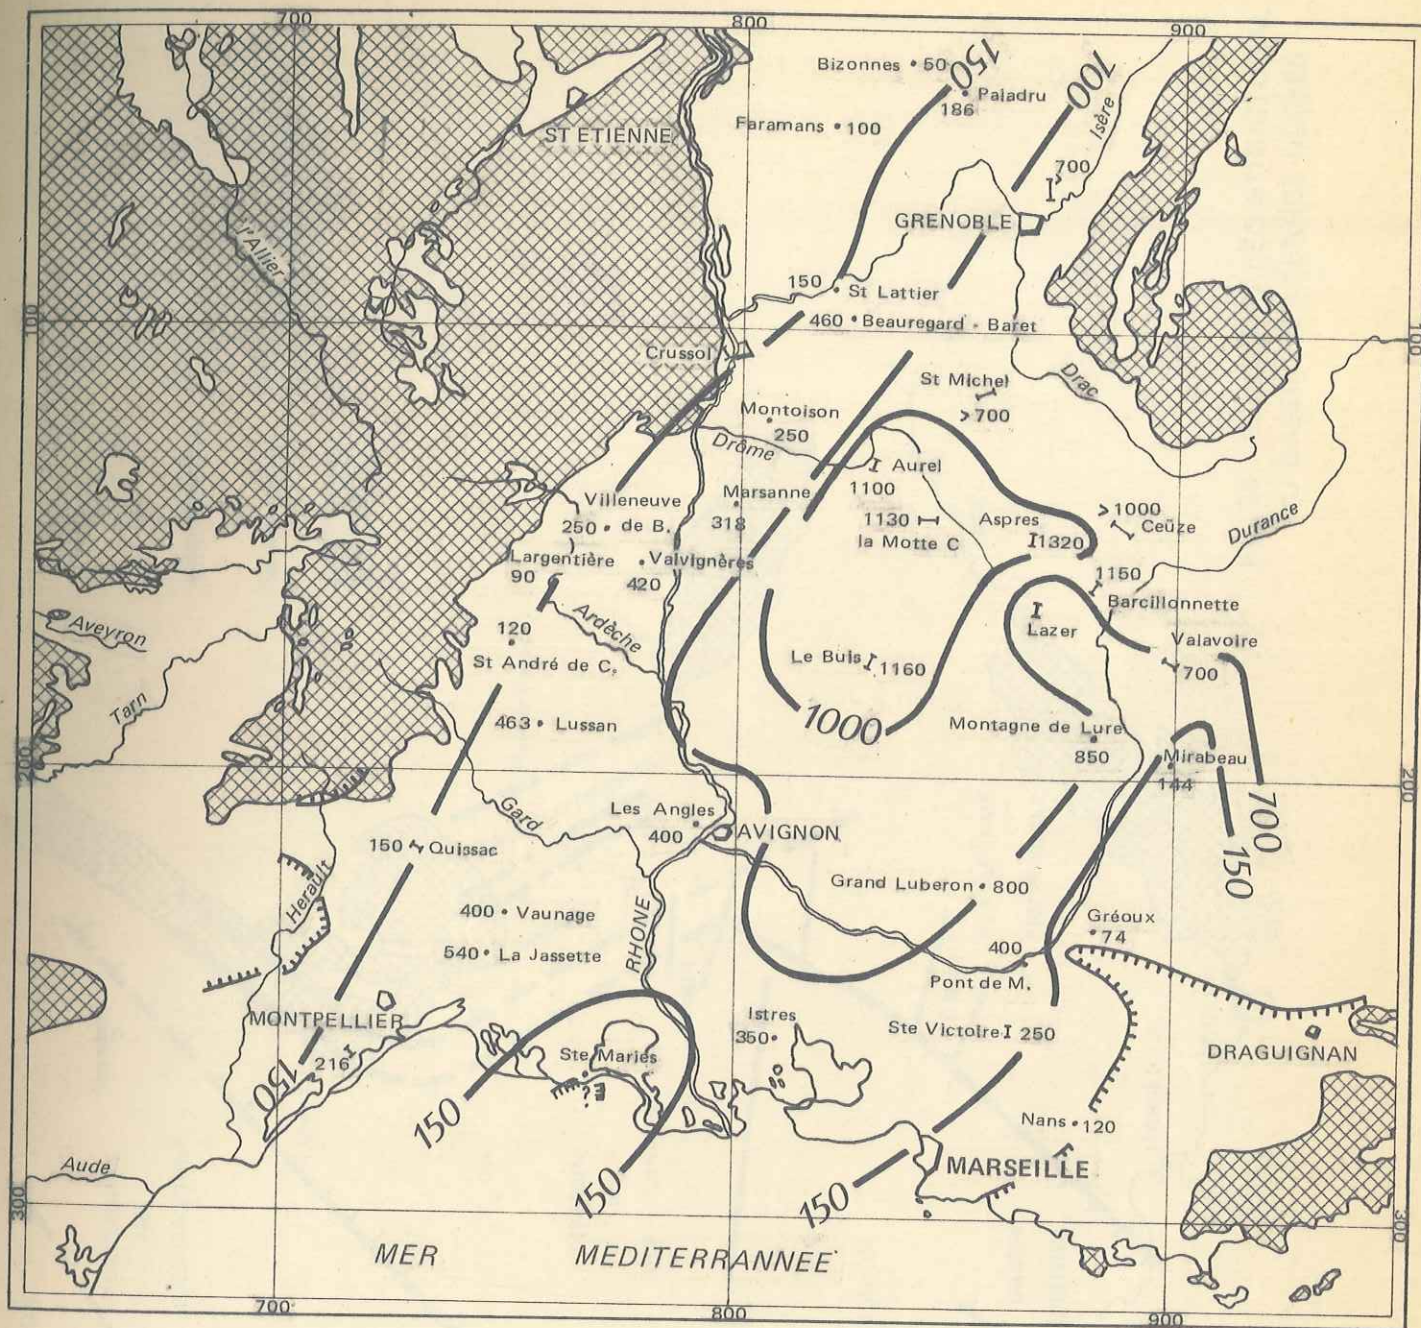 700
800
900
Bizonnes • 50
150
700
186
Paladru
Isère
Faramans • 100
ST ETIENNE
>700
GRENOBLE
l'Allier
150
St Lattier
460 • Beauregard - Baret
100
100
Crussol
St Michel
>700
Drac
Montoison
250
Drôme
Aurel
1100
Villeneuve
de B.
250
Marsanne
318
1130
la Motte C
Aspres
1320
>1000
Ceüze
Durance
Largentière
90
Valvignères
420
1150
Barcillonnette
Aveyron
Ardèche
Lazer
120
St André de C.
Le Buis
1160
Valavoire
700
Tarn
463 • Lussan
1000
Montagne de Lure
850
Mirabeau
144
200
200
Gard
Les Angles
400
AVIGNON
700
150
150
Quissac
Herault
Grand Luberon • 800
400 • Vaunage
RHONE
Gréoux
74
540 • La Jassette
400
Pont de M.
MONTPELLIER
Istres
350
Ste Victoire
250
216
Ste Maries
?
DRAGUIGNAN
150
150
Nans • 120
Aude
MARSEILLE
150
150
300
300
MER MEDITERRANNEE
700
800
900